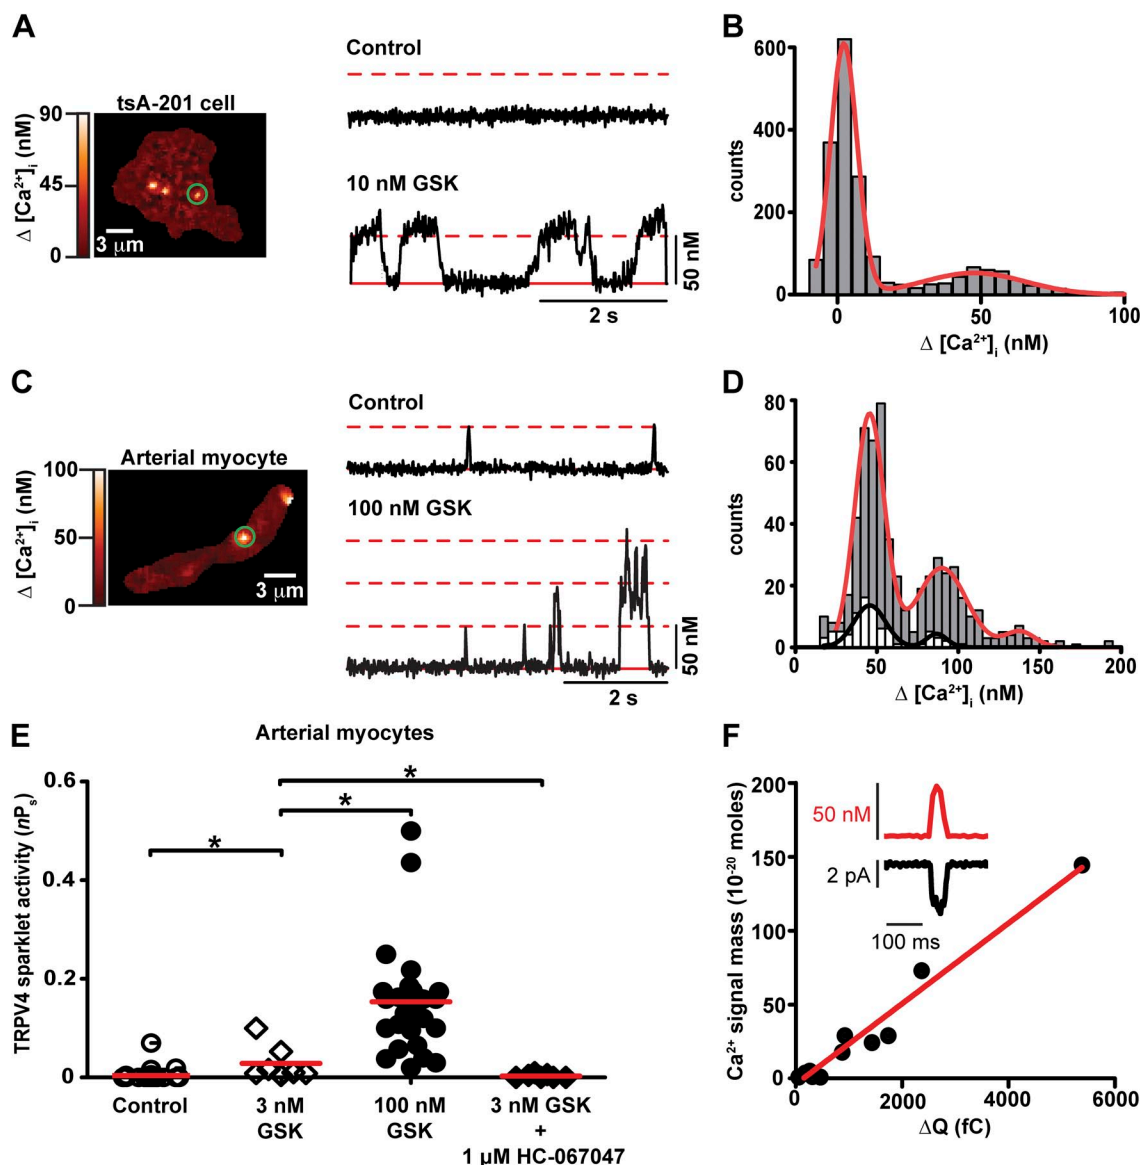 A
tsA-201 cell
Δ [Ca²⁺]ᵢ (nM)
90
45
0
3 μm
Control
10 nM GSK
50 nM
2 s
B
counts
600
400
200
0
0
50
100
Δ [Ca²⁺]ᵢ (nM)
C
Arterial myocyte
Δ [Ca²⁺]ᵢ (nM)
100
50
0
3 μm
Control
100 nM GSK
50 nM
2 s
D
counts
80
60
40
20
0
0
50
100
150
200
Δ [Ca²⁺]ᵢ (nM)
E
Arterial myocytes
TRPV4 sparklet activity (nPₛ)
0.6
0.4
0.2
0
*
*
*
Control
3 nM
GSK
100 nM
GSK
3 nM GSK
+
1 μM HC-067047
F
Ca²⁺ signal mass (10⁻²⁰ moles)
200
150
100
50
0
50 nM
2 pA
100 ms
0
2000
4000
6000
ΔQ (fC)